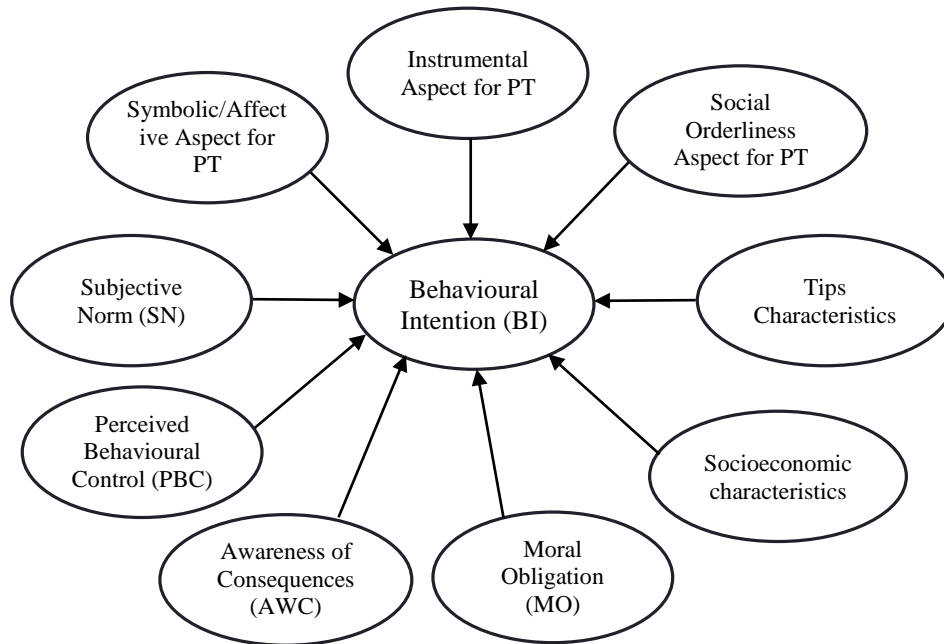 Instrumental
Aspect for PT
Symbolic/Affect
ive Aspect for
PT
Social
Orderliness
Aspect for PT
Subjective
Norm (SN)
Behavioural
Intention (BI)
Tips
Characteristics
Perceived
Behavioural
Control (PBC)
Socioeconomic
characteristics
Awareness of
Consequences
(AWC)
Moral
Obligation
(MO)